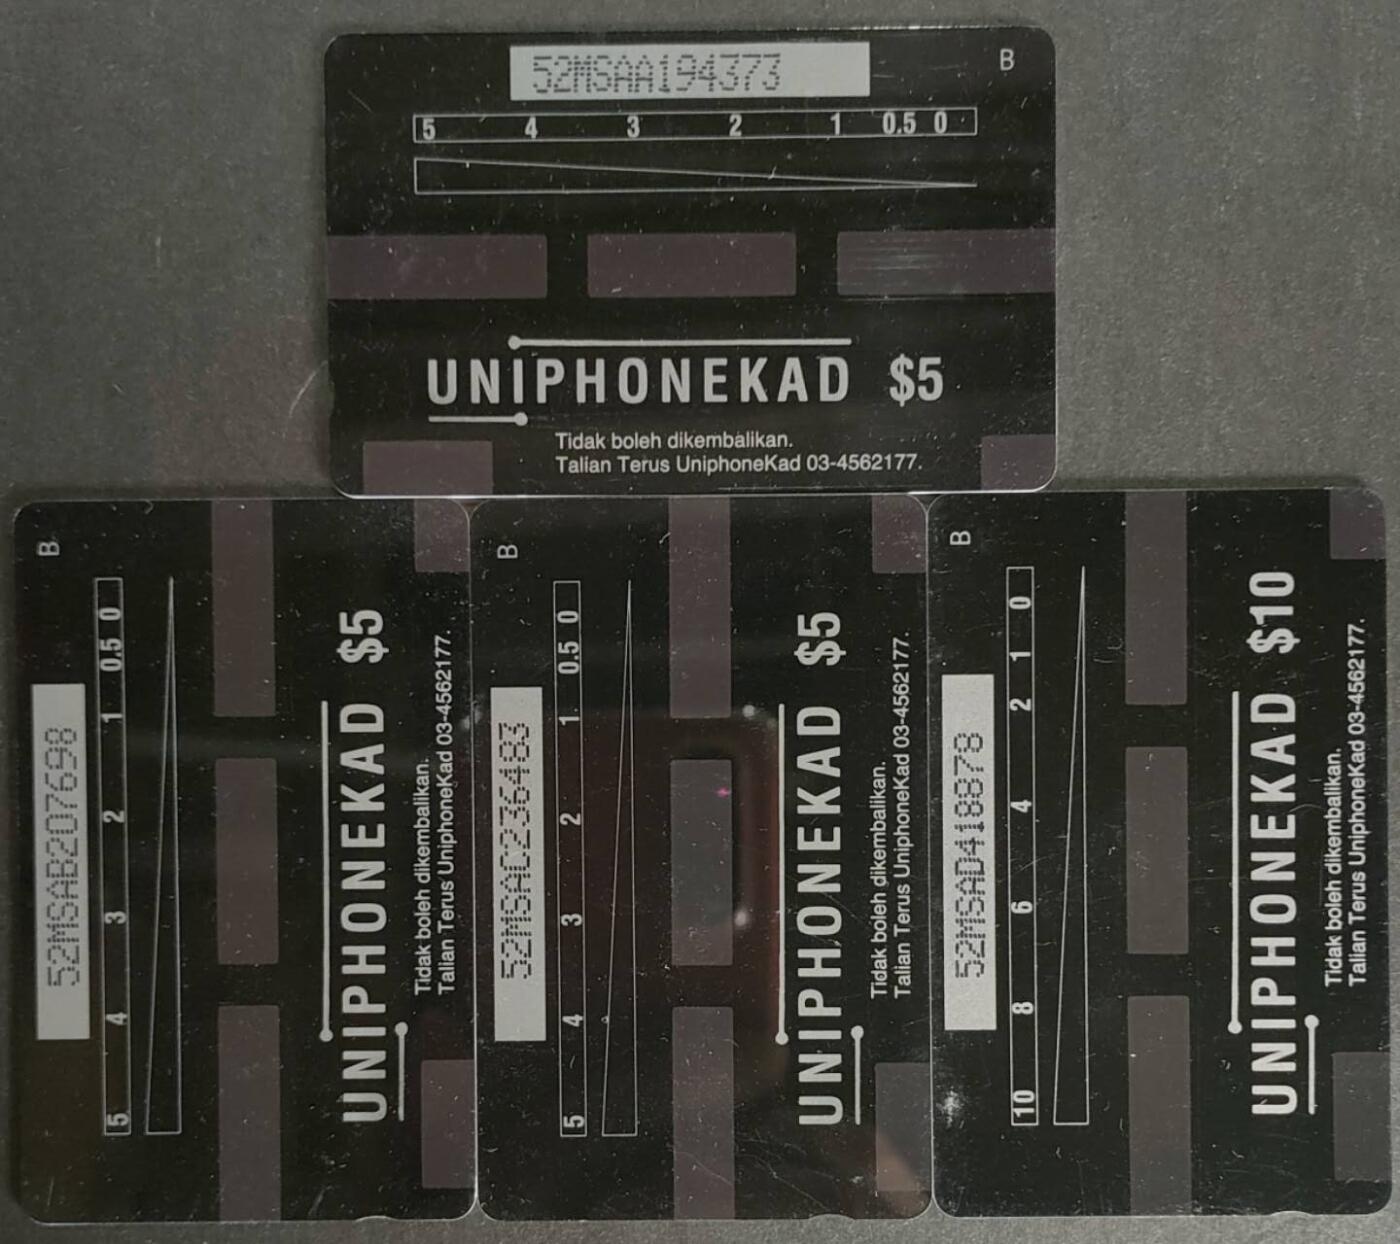 52MSAA194373
B
5 4 3 2 1 0.5 0
UNIPHONEKAD $5
Tidak boleh dikembalikan.
Talian Terus UniphoneKad 03-4562177.
B
52MSAB207698
5 4 3 2 1 0.5 0
UNIPHONEKAD $5
Tidak boleh dikembalikan.
Talian Terus UniphoneKad 03-4562177.
B
52MSAC236483
5 4 3 2 1 0.5 0
UNIPHONEKAD $5
Tidak boleh dikembalikan.
Talian Terus UniphoneKad 03-4562177.
B
52MSAD418878
10 8 6 4 2 1 0
UNIPHONEKAD $10
Tidak boleh dikembalikan.
Talian Terus UniphoneKad 03-4562177.